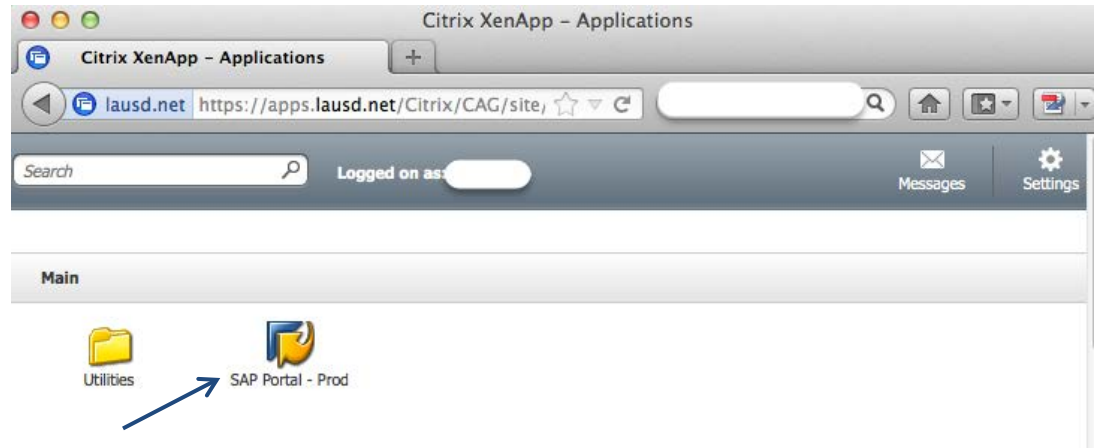 Citrix XenApp – Applications
Citrix XenApp – Applications
lausd.net https://apps.lausd.net/Citrix/CAG/site/
Search
Logged on as:
Messages
Settings
Main
Utilities
SAP Portal - Prod